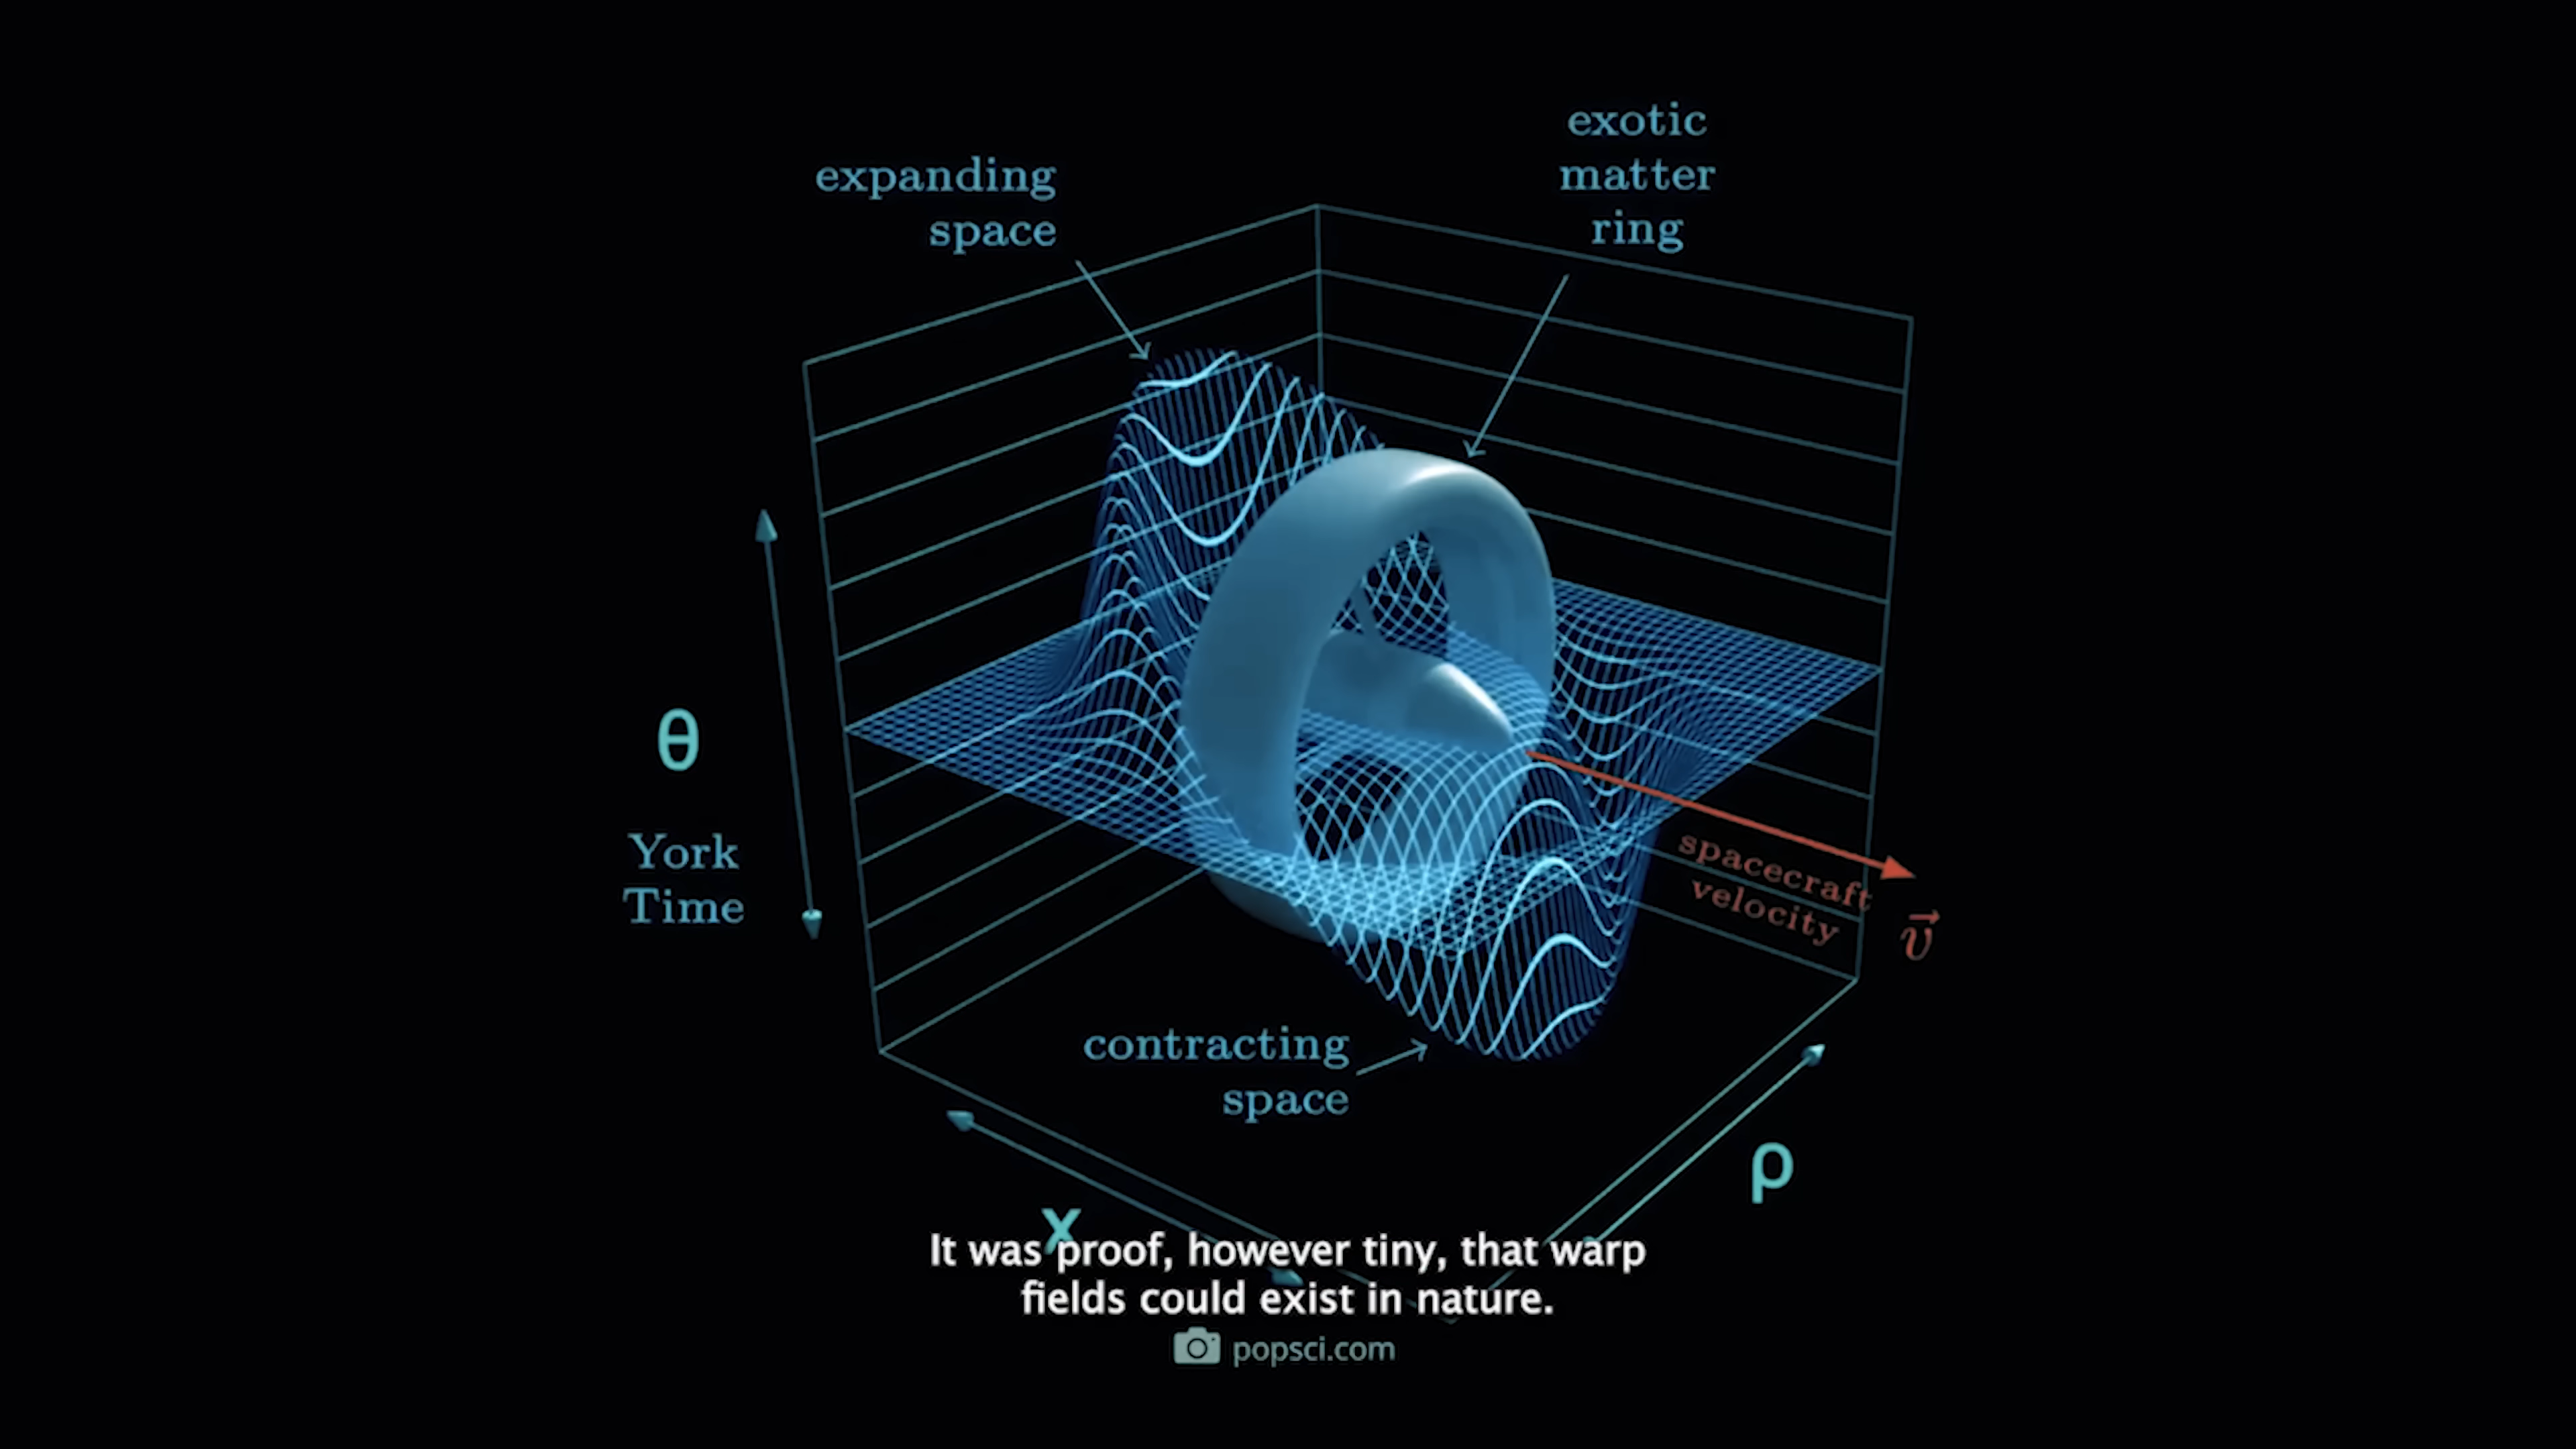 exotic
matter
ring
expanding
space
θ
York
Time
spacecraft
velocity
v⃗
contracting
space
ρ
x
It was proof, however tiny, that warp
fields could exist in nature.
popsci.com